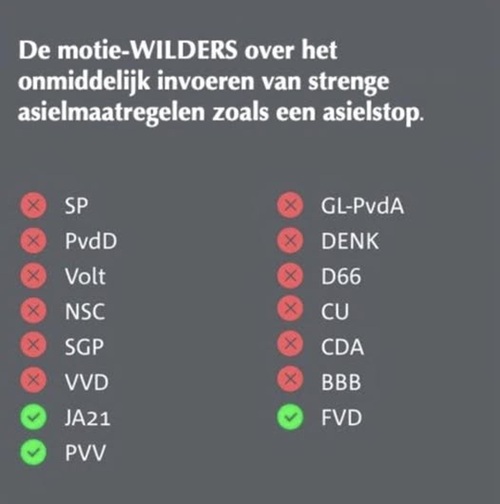 De motie-WILDERS over het
onmiddelijk invoeren van strenge
asielmaatregelen zoals een asielstop.
SP
PvdD
Volt
NSC
SGP
VVD
JA21
PVV
GL-PvdA
DENK
D66
CU
CDA
BBB
FVD